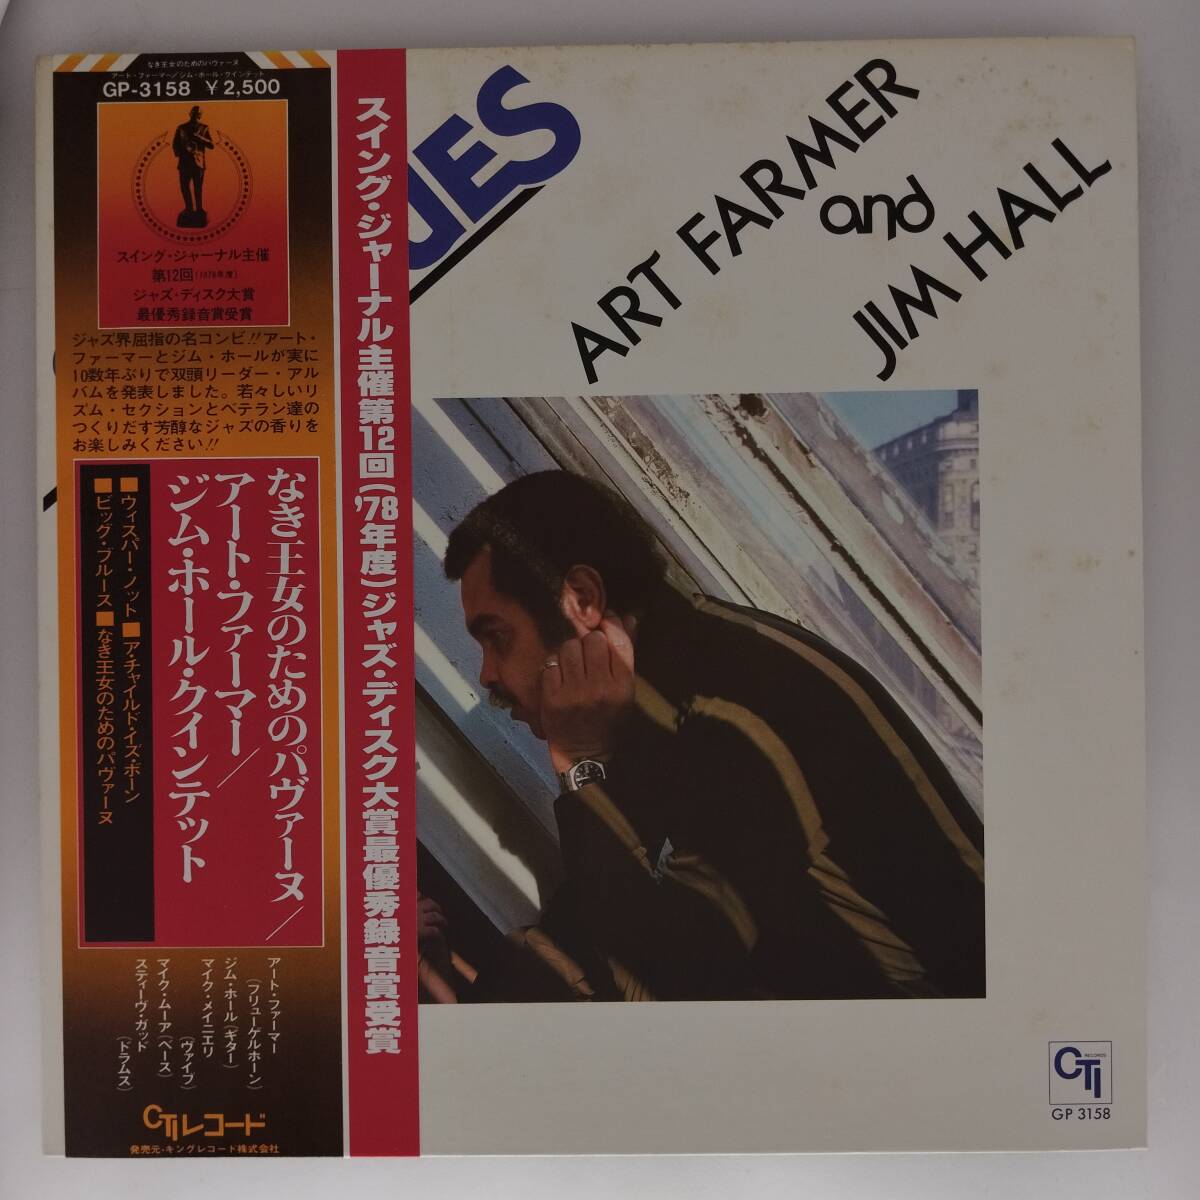 なき王女のためのパヴァーヌ
アート・ファーマー/ジム・ホール・クインテット
GP-3158 ¥2,500
スイング・ジャーナル主催
第12回(1978年度)
ジャズ・ディスク大賞
最優秀録音賞受賞
ジャズ界屈指の名コンビ!!アート・
ファーマーとジム・ホールが実に
10数年ぶりで双頭リーダー・アル
バムを発表しました。若々しいリ
ズム・セクションとベテラン達の
つくりだす芳醇なジャズの香りを
お楽しみください!!
なき王女のためのパヴァーヌ/
アート・ファーマー/
ジム・ホール・クインテット
■ウィスパー・ノット ■ア・チャイルド・イズ・ボーン
■ビッグ・ブルース ■なき王女のためのパヴァーヌ
アート・ファーマー
(フリューゲルホーン)
ジム・ホール(ギター)
マイク・メイニエリ
(ヴァイブ)
マイク・ムーア(ベース)
スティーヴ・ガッド
(ドラムス)
CTIレコード
発売元・キングレコード株式会社
スイング・ジャーナル主催第12回('78年度)ジャズ・ディスク大賞最優秀録音賞受賞
UES
ART FARMER
and
JIM HALL
CTI
RECORDS
GP 3158